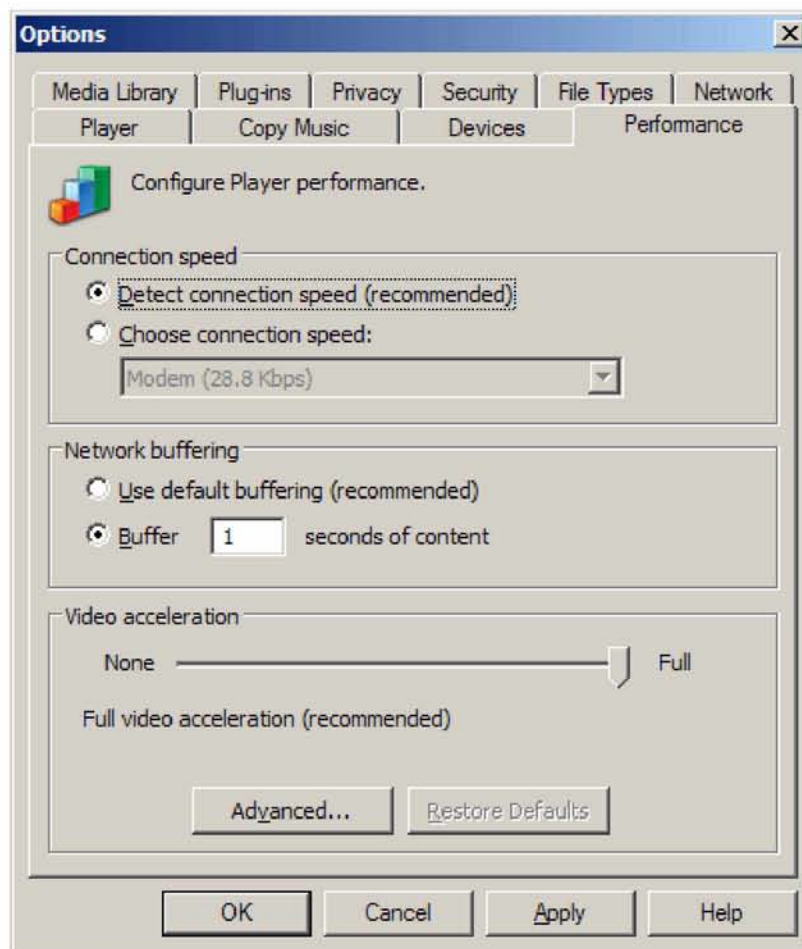 Options
Media Library Plug-ins Privacy Security File Types Network
Player Copy Music Devices Performance
Configure Player performance.
Connection speed
Detect connection speed (recommended)
Choose connection speed:
Modem (28.8 Kbps)
Network buffering
Use default buffering (recommended)
Buffer 1 seconds of content
Video acceleration
None Full
Full video acceleration (recommended)
Advanced... Restore Defaults
OK Cancel Apply Help